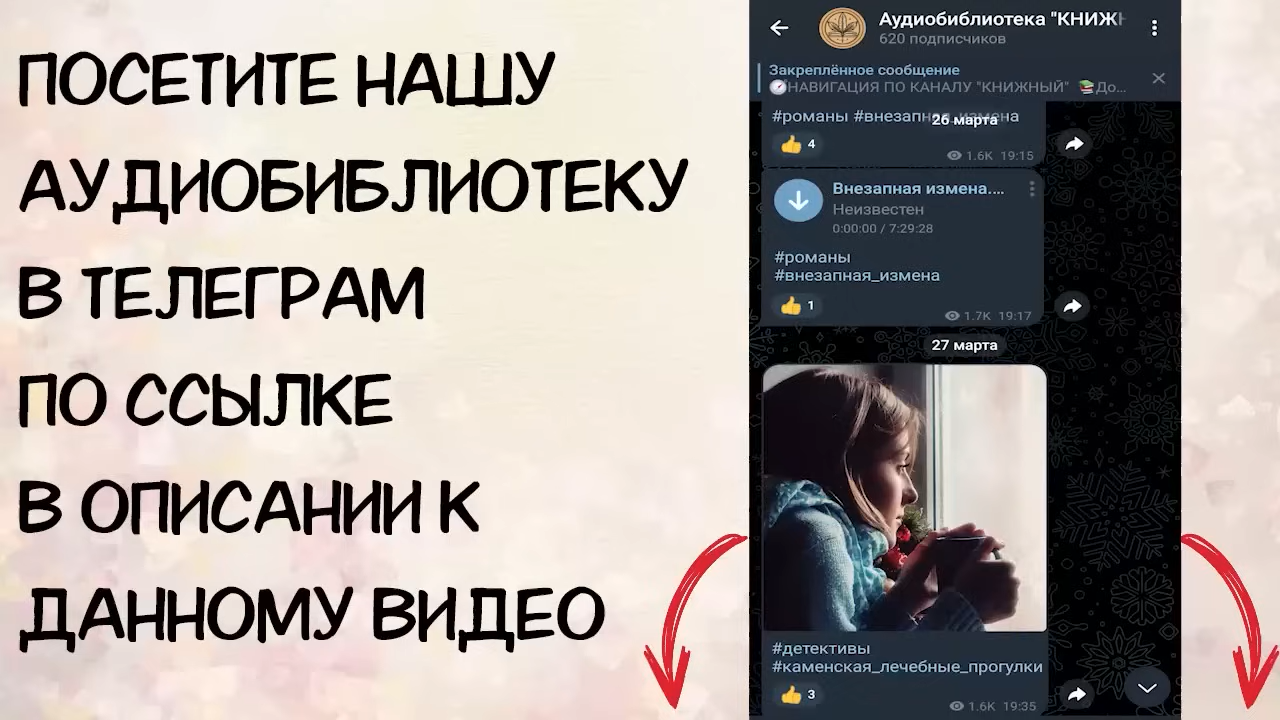 ПОСЕТИТЕ НАШУ
АУДИОБИБЛИОТЕКУ
В ТЕЛЕГРАМ
ПО ССЫЛКЕ
В ОПИСАНИИ К
ДАННОМУ ВИДЕО
Аудиобиблиотека "КНИЖН
620 подписчиков
Закреплённое сообщение
НАВИГАЦИЯ ПО КАНАЛУ "КНИЖНЫЙ" 📚До...
#романы #внезапная_измена
26 марта
👍 4
1.6K 19:15
Внезапная измена....
Неизвестен
0:00:00 / 7:29:28
#романы
#внезапная_измена
👍 1
1.7K 19:17
27 марта
#детективы
#каменская_лечебные_прогулки
👍 3
1.6K 19:35